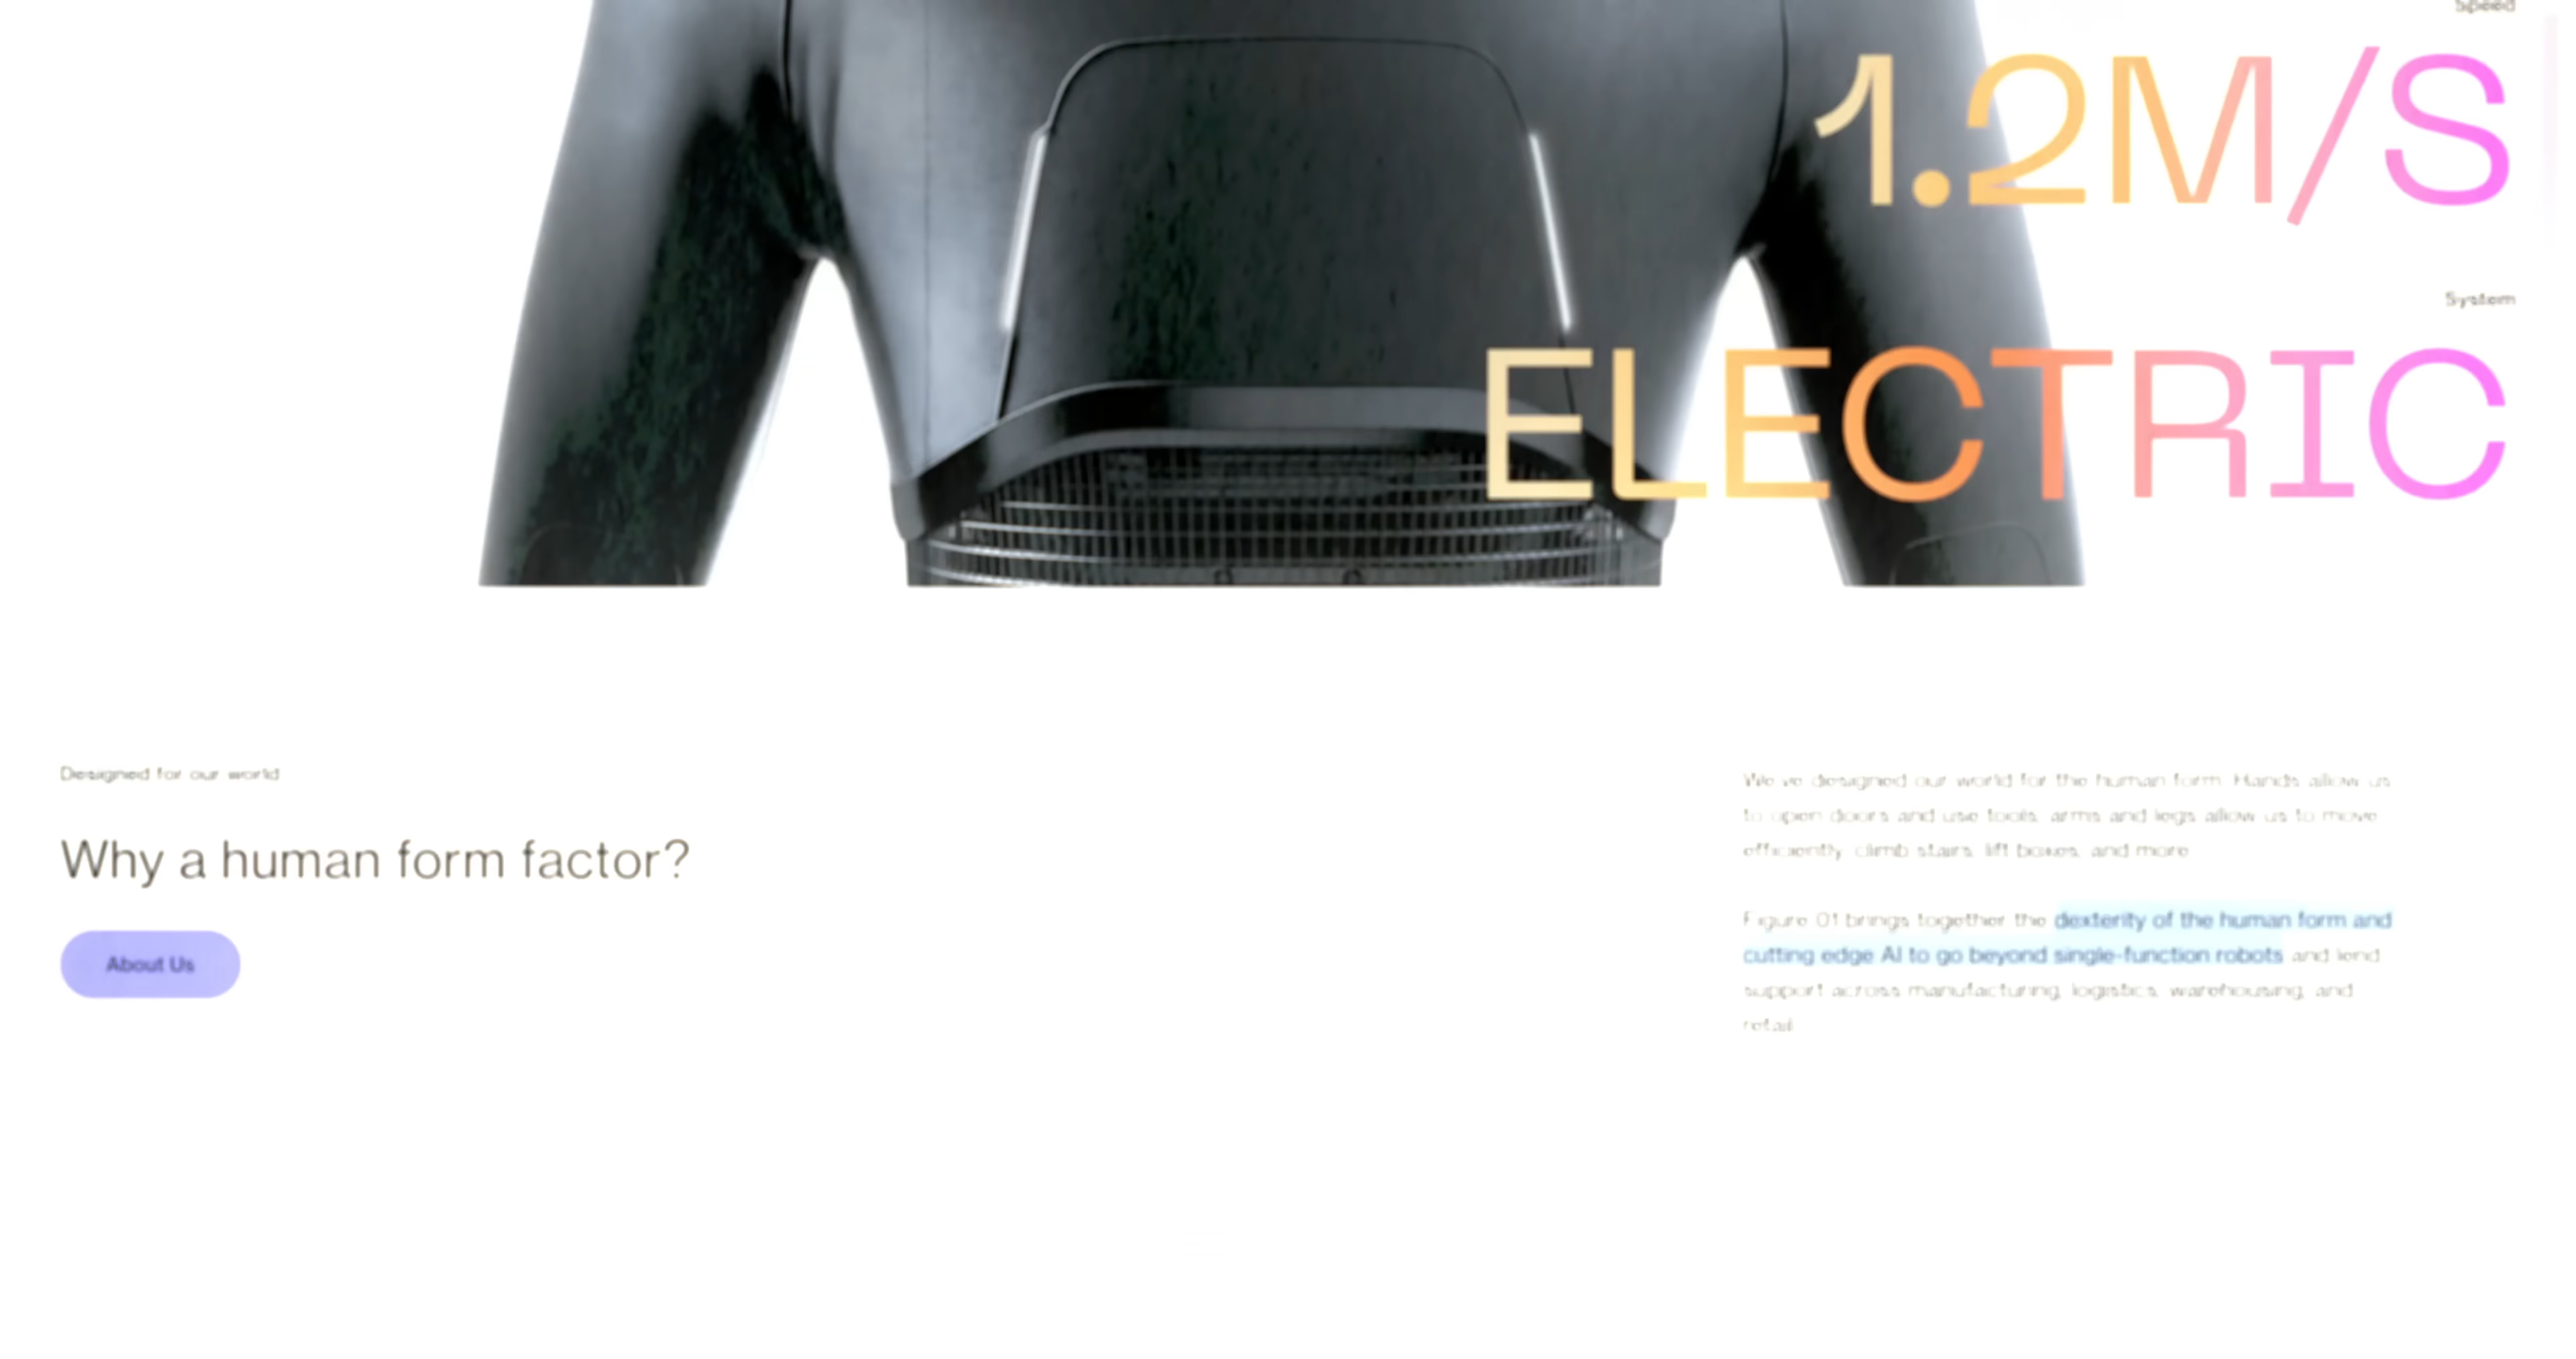 Speed
1.2M/S
System
ELECTRIC
Designed for our world
Why a human form factor?
About Us
We've designed our world for the human form. Hands allow us
to open doors and use tools, arms and legs allow us to move
efficiently, climb stairs, lift boxes, and more.
Figure 01 brings together the dexterity of the human form and
cutting edge AI to go beyond single-function robots and lend
support across manufacturing, logistics, warehousing, and
retail.